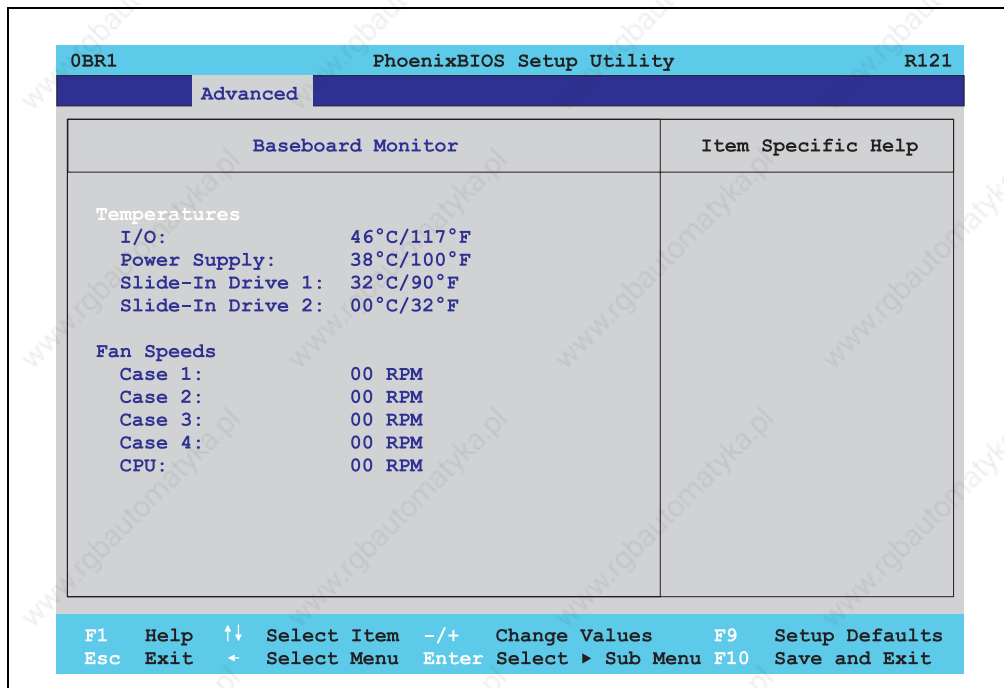 0BR1 PhoenixBIOS Setup Utility R121
Advanced
Baseboard Monitor Item Specific Help
Temperatures
I/O: 46°C/117°F
Power Supply: 38°C/100°F
Slide-In Drive 1: 32°C/90°F
Slide-In Drive 2: 00°C/32°F
Fan Speeds
Case 1: 00 RPM
Case 2: 00 RPM
Case 3: 00 RPM
Case 4: 00 RPM
CPU: 00 RPM
F1 Help ↑↓ Select Item -/+ Change Values F9 Setup Defaults
Esc Exit ← Select Menu Enter Select ▶ Sub Menu F10 Save and Exit
www.rgbautomatyka.pl